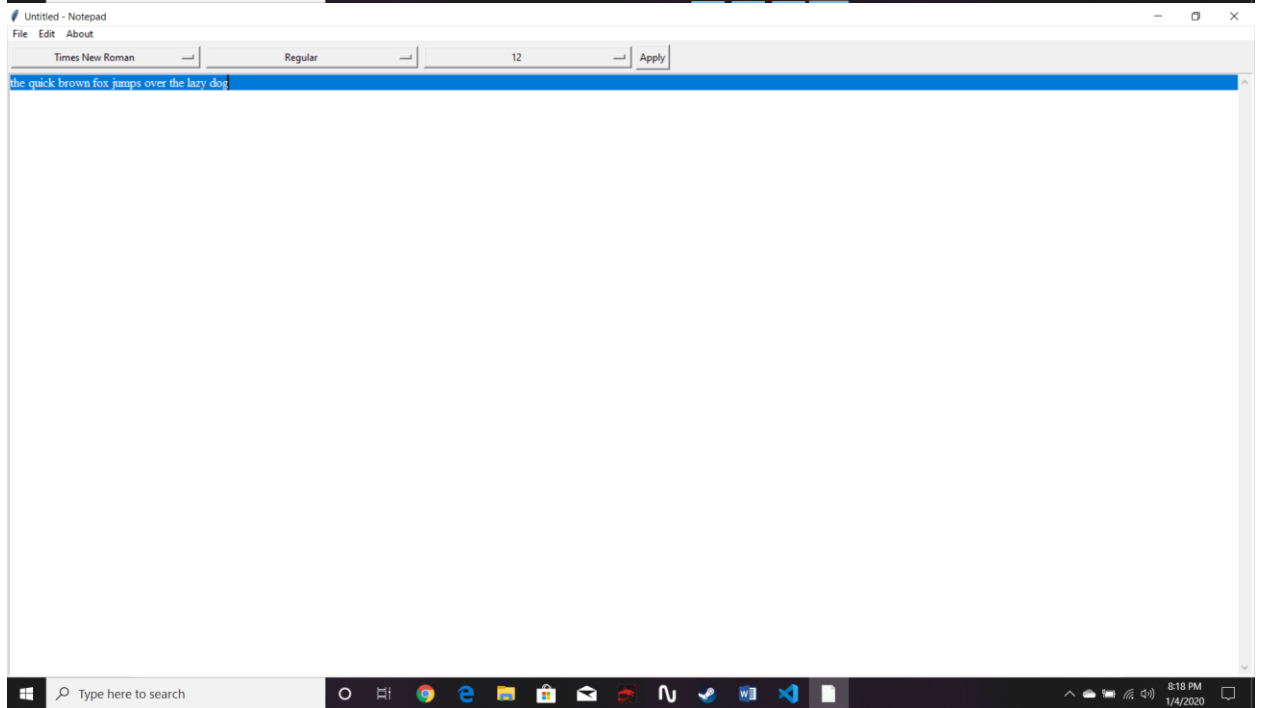 Untitled - Notepad
File Edit About
Times New Roman Regular 12 Apply
the quick brown fox jumps over the lazy dog
Type here to search
8:18 PM
1/4/2020